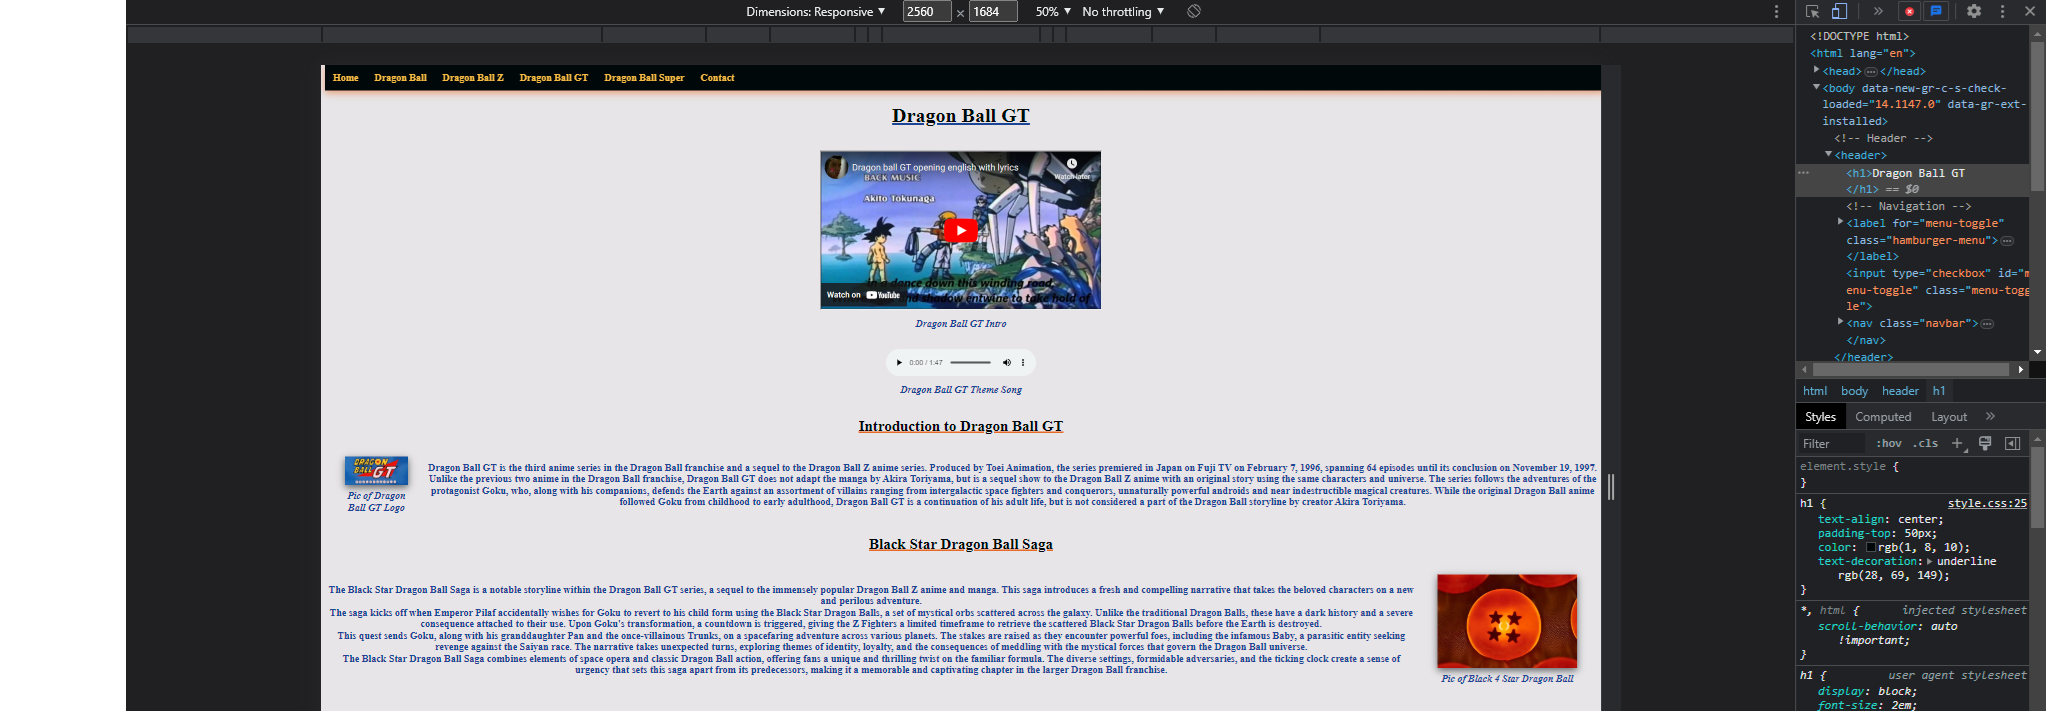 Dimensions: Responsive ▼ 2560 × 1684 50% ▼ No throttling ▼
Home Dragon Ball Dragon Ball Z Dragon Ball GT Dragon Ball Super Contact
Dragon Ball GT
Dragon ball GT opening english with lyrics
Watch later
BACK MUSIC
Akito Tokunaga
dance down this winding road,
Watch on YouTube
nd shadow entwine to take hold of
Dragon Ball GT Intro
0:00 / 1:47
Dragon Ball GT Theme Song
Introduction to Dragon Ball GT
DRAGON
BALL GT
Pic of Dragon
Ball GT Logo
Dragon Ball GT is the third anime series in the Dragon Ball franchise and a sequel to the Dragon Ball Z anime series. Produced by Toei Animation, the series premiered in Japan on Fuji TV on February 7, 1996, spanning 64 episodes until its conclusion on November 19, 1997.
Unlike the previous two anime in the Dragon Ball franchise, Dragon Ball GT does not adapt the manga by Akira Toriyama, but is a sequel show to the Dragon Ball Z anime with an original story using the same characters and universe. The series follows the adventures of the
protagonist Goku, who, along with his companions, defends the Earth against an assortment of villains ranging from intergalactic space fighters and conquerors, unnaturally powerful androids and near indestructible magical creatures. While the original Dragon Ball anime
followed Goku from childhood to early adulthood, Dragon Ball GT is a continuation of his adult life, but is not considered a part of the Dragon Ball storyline by creator Akira Toriyama.
Black Star Dragon Ball Saga
The Black Star Dragon Ball Saga is a notable storyline within the Dragon Ball GT series, a sequel to the immensely popular Dragon Ball Z anime and manga. This saga introduces a fresh and compelling narrative that takes the beloved characters on a new
and perilous adventure.
The saga kicks off when Emperor Pilaf accidentally wishes for Goku to revert to his child form using the Black Star Dragon Balls, a set of mystical orbs scattered across the galaxy. Unlike the traditional Dragon Balls, these have a dark history and a severe
consequence attached to their use. Upon Goku's transformation, a countdown is triggered, giving the Z Fighters a limited timeframe to retrieve the scattered Black Star Dragon Balls before the Earth is destroyed.
This quest sends Goku, along with his granddaughter Pan and the once-villainous Trunks, on a spacefaring adventure across various planets. The stakes are raised as they encounter powerful foes, including the infamous Baby, a parasitic entity seeking
revenge against the Saiyan race. The narrative takes unexpected turns, exploring themes of identity, loyalty, and the consequences of meddling with the mystical forces that govern the Dragon Ball universe.
The Black Star Dragon Ball Saga combines elements of space opera and classic Dragon Ball action, offering fans a unique and thrilling twist on the familiar formula. The diverse settings, formidable adversaries, and the ticking clock create a sense of
urgency that sets this saga apart from its predecessors, making it a memorable and captivating chapter in the larger Dragon Ball franchise.
Pic of Black 4 Star Dragon Ball
<!DOCTYPE html>
<html lang="en">
<head> ••• </head>
<body data-new-gr-c-s-check-
loaded="14.1147.0" data-gr-ext-
installed>
<!-- Header -->
<header>
••• <h1>Dragon Ball GT
</h1> == $0
<!-- Navigation -->
<label for="menu-toggle"
class="hamburger-menu"> •••
</label>
<input type="checkbox" id="m
enu-toggle" class="menu-togg
le">
<nav class="navbar"> •••
</nav>
</header>
html body header h1
Styles Computed Layout »
Filter :hov .cls +
element.style {
}
h1 { style.css:25
text-align: center;
padding-top: 50px;
color: rgb(1, 8, 10);
text-decoration: ▶ underline
rgb(28, 69, 149);
}
*, html { injected stylesheet
scroll-behavior: auto
!important;
}
h1 { user agent stylesheet
display: block;
font-size: 2em;